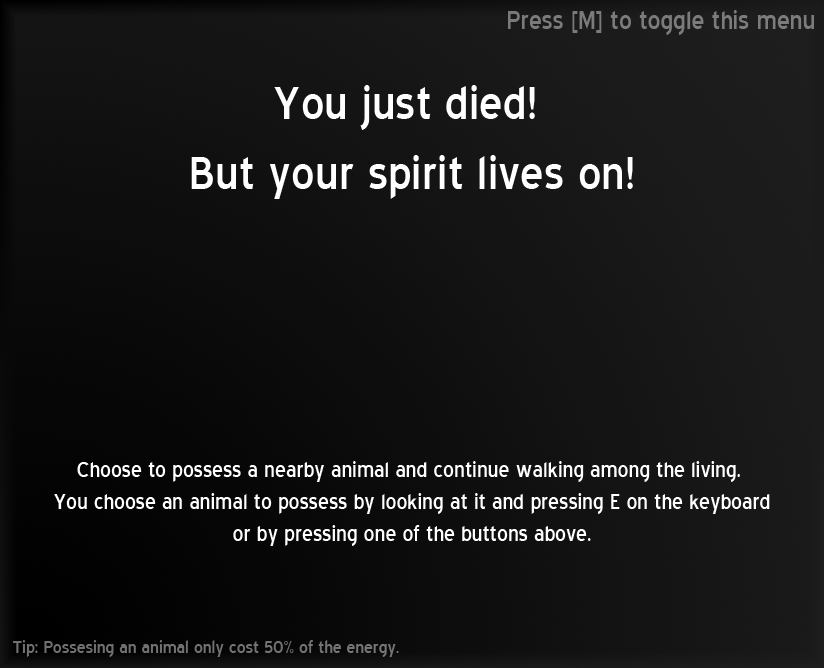 Press [M] to toggle this menu
You just died!
But your spirit lives on!
Choose to possess a nearby animal and continue walking among the living.
You choose an animal to possess by looking at it and pressing E on the keyboard
or by pressing one of the buttons above.
Tip: Possesing an animal only cost 50% of the energy.